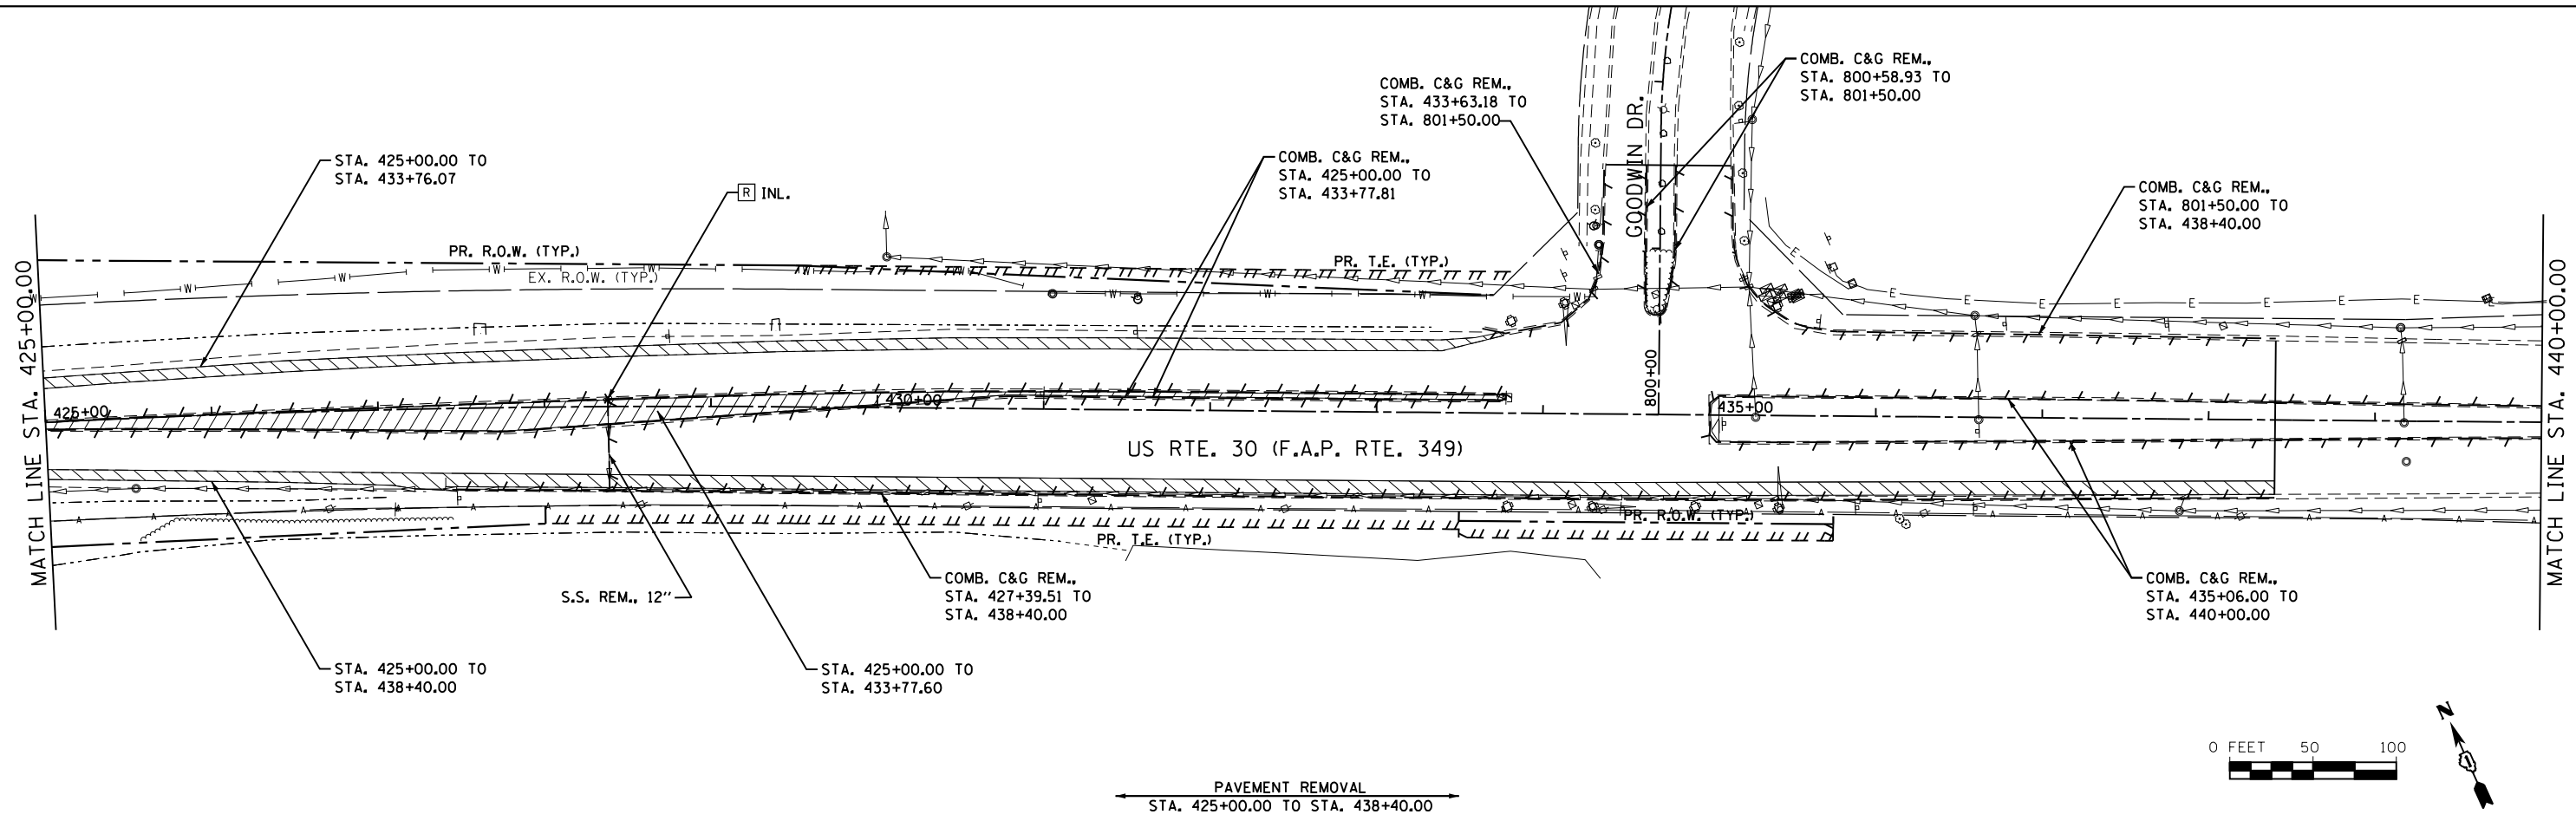 COMB. C&G REM.,
STA. 800+58.93 TO
STA. 801+50.00
COMB. C&G REM.,
STA. 433+63.18 TO
STA. 801+50.00
GOODWIN DR.
STA. 425+00.00 TO
STA. 433+76.07
R INL.
COMB. C&G REM.,
STA. 425+00.00 TO
STA. 433+77.81
COMB. C&G REM.,
STA. 801+50.00 TO
STA. 438+40.00
PR. R.O.W. (TYP.)
EX. R.O.W. (TYP.)
PR. T.E. (TYP.)
MATCH LINE STA. 425+00.00
MATCH LINE STA. 440+00.00
425+00
430+00
800+00
435+00
US RTE. 30 (F.A.P. RTE. 349)
PR. R.O.W. (TYP.)
PR. T.E. (TYP.)
S.S. REM., 12"
COMB. C&G REM.,
STA. 427+39.51 TO
STA. 438+40.00
COMB. C&G REM.,
STA. 435+06.00 TO
STA. 440+00.00
STA. 425+00.00 TO
STA. 438+40.00
STA. 425+00.00 TO
STA. 433+77.60
N
0 FEET 50 100
PAVEMENT REMOVAL
STA. 425+00.00 TO STA. 438+40.00